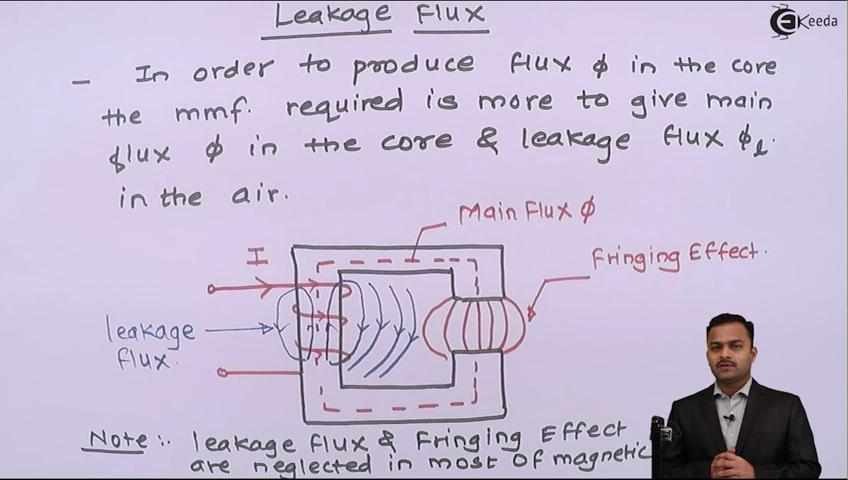 Leakage Flux
EKeeda
- In order to produce flux ϕ in the core
the mmf. required is more to give main
flux ϕ in the core & leakage flux ϕl.
in the air.
Main Flux ϕ
I
Fringing Effect.
leakage
flux.
Note:- leakage flux & Fringing Effect
are neglected in most of magnetic